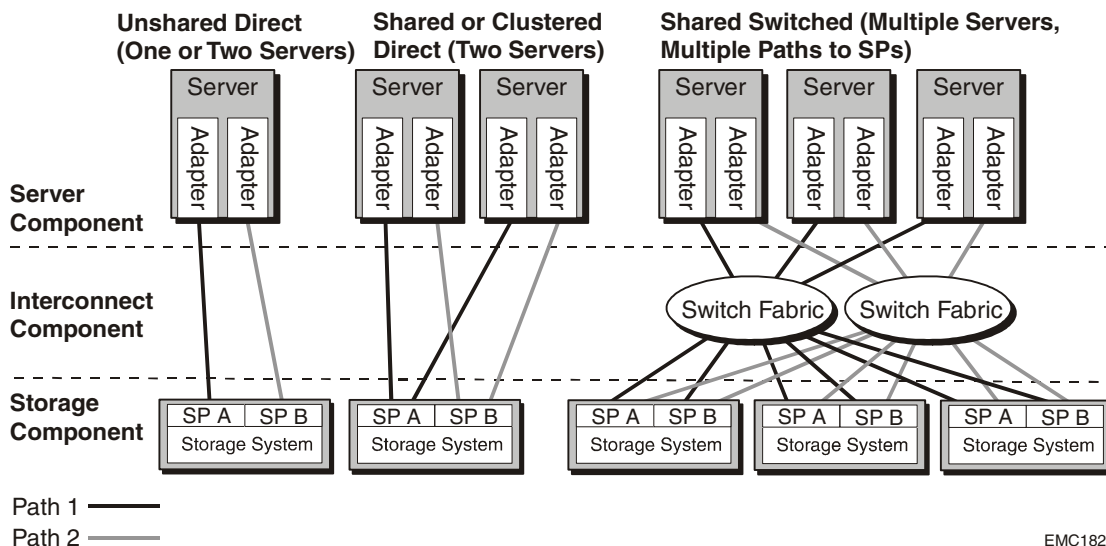 Unshared Direct
(One or Two Servers)
Shared or Clustered
Direct (Two Servers)
Shared Switched (Multiple Servers,
Multiple Paths to SPs)
Server
Adapter
Adapter
Server
Adapter
Adapter
Server
Adapter
Adapter
Server
Adapter
Adapter
Server
Adapter
Adapter
Server
Adapter
Adapter
Server
Component
Interconnect
Component
Switch Fabric
Switch Fabric
Storage
Component
SP A
SP B
Storage System
SP A
SP B
Storage System
SP A
SP B
Storage System
SP A
SP B
Storage System
SP A
SP B
Storage System
Path 1
Path 2
EMC182